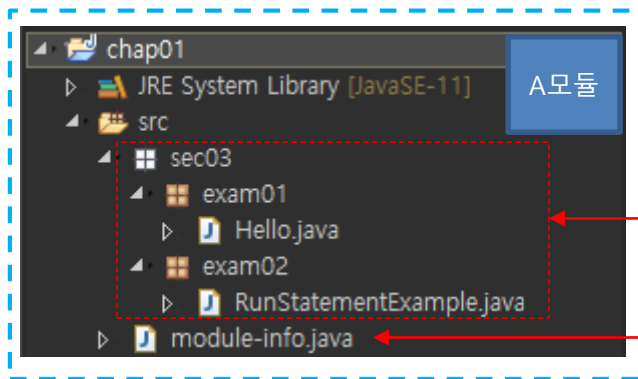 chap01
A모듈
JRE System Library [JavaSE-11]
src
sec03
exam01
Hello.java
exam02
RunStatementExample.java
module-info.java